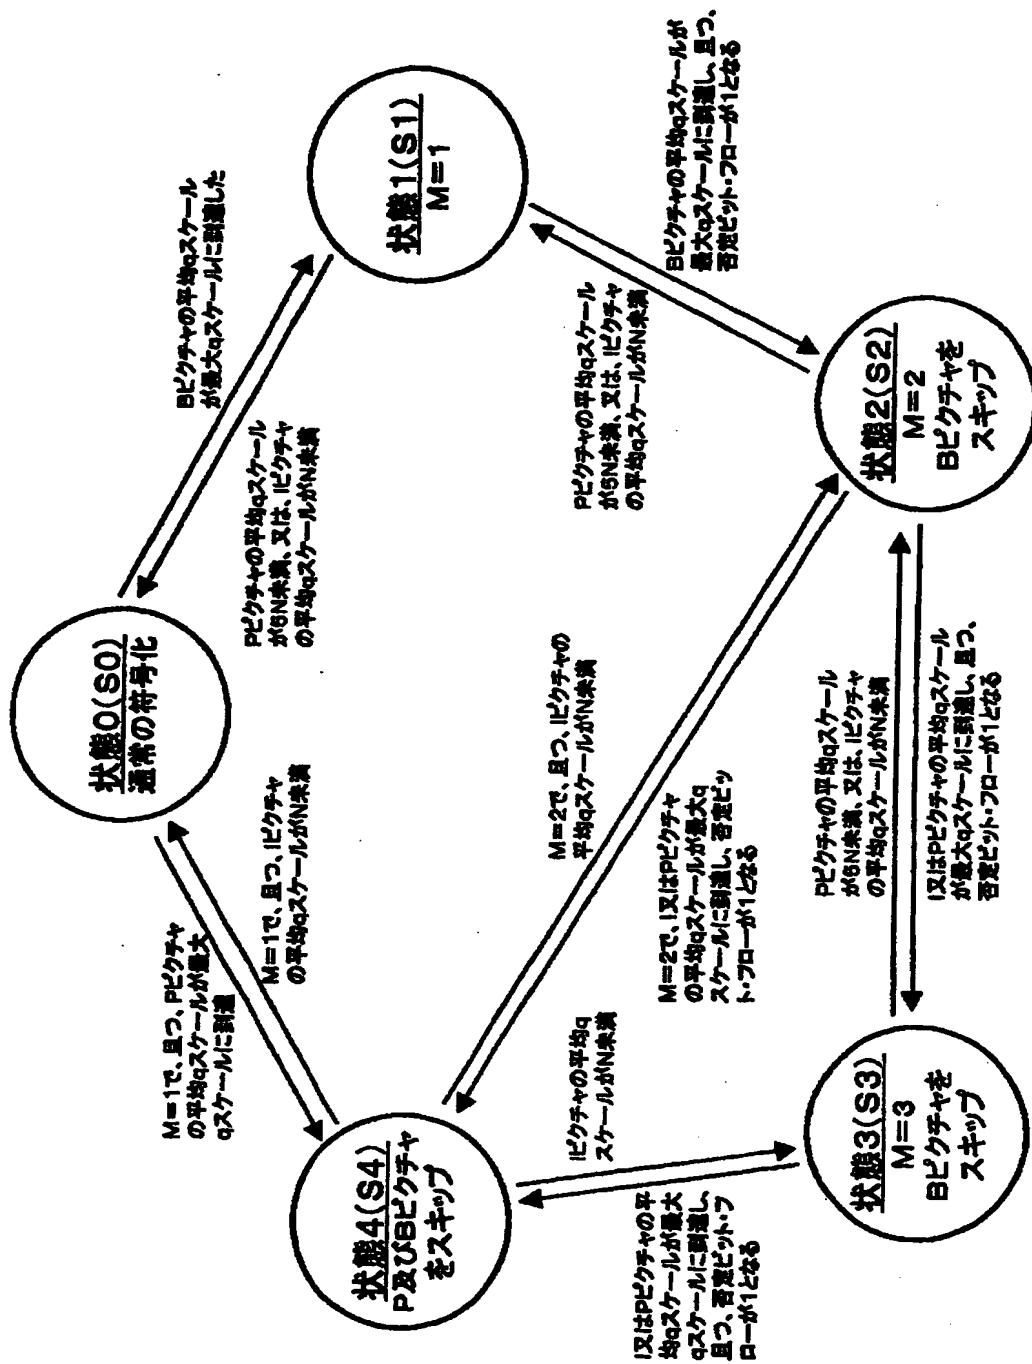 状態0(S0)
通常の符号化
Bピクチャの平均qスケール
が最大qスケールに到達した
状態1(S1)
M=1
Pピクチャの平均qスケール
が6N未満、又は、Iピクチャ
の平均qスケールがN未満
M=1で、且つ、Pピクチャ
の平均qスケールが最大
qスケールに到達
M=1で、且つ、Iピクチャ
の平均qスケールがN未満
Pピクチャの平均qスケール
が5N未満、又は、Iピクチャ
の平均qスケールがN未満
Bピクチャの平均qスケールが
最大qスケールに到達し、且つ、
否定ビット・フローが1となる
状態4(S4)
P及びBピクチャ
をスキップ
M=2で、且つ、Iピクチャの
平均qスケールがN未満
M=2で、I又はPピクチャ
の平均qスケールが最大q
スケールに到達し、否定ビッ
ト・フローが1となる
状態2(S2)
M=2
Bピクチャを
スキップ
Iピクチャの平均q
スケールがN未満
I又はPピクチャの平
均qスケールが最大
qスケールに到達し、
且つ、否定ビット・フ
ローが1となる
状態3(S3)
M=3
Bピクチャを
スキップ
Pピクチャの平均qスケール
が5N未満、又は、Iピクチャ
の平均qスケールがN未満
I又はPピクチャの平均qスケール
が最大qスケールに到達し、且つ、
否定ビット・フローが1となる